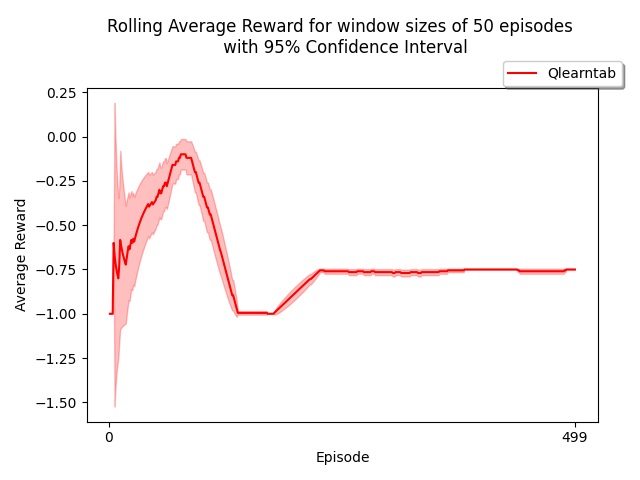 Rolling Average Reward for window sizes of 50 episodes
with 95% Confidence Interval
Qlearntab
0.25
0.00
−0.25
−0.50
−0.75
−1.00
−1.25
−1.50
Average Reward
0
499
Episode